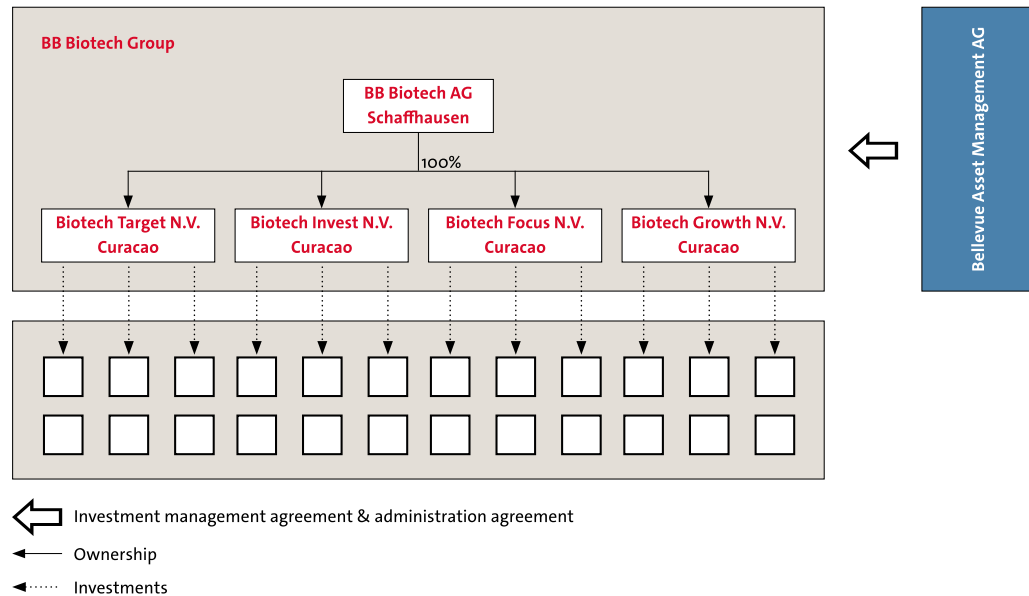 BB Biotech Group
BB Biotech AG
Schaffhausen
100%
Biotech Target N.V.
Curacao
Biotech Invest N.V.
Curacao
Biotech Focus N.V.
Curacao
Biotech Growth N.V.
Curacao
Bellevue Asset Management AG
Investment management agreement & administration agreement
Ownership
Investments